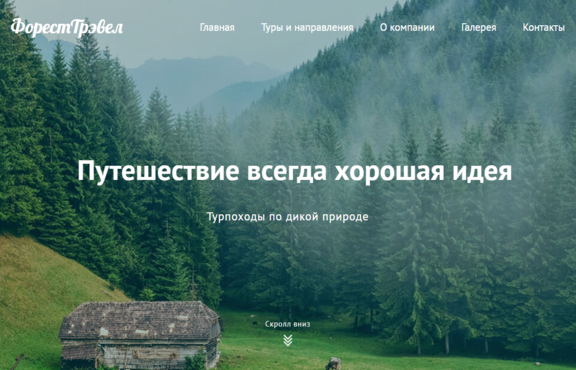 ФорестТрэвел
Главная
Туры и направления
О компании
Галерея
Контакты
Путешествие всегда хорошая идея
Турпоходы по дикой природе
Скролл вниз